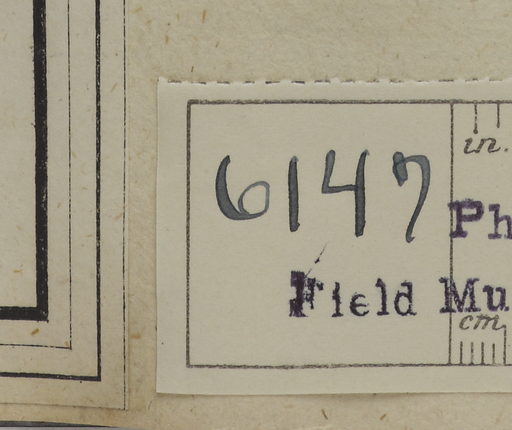 6147
in.
Ph
Field Mu
cm.